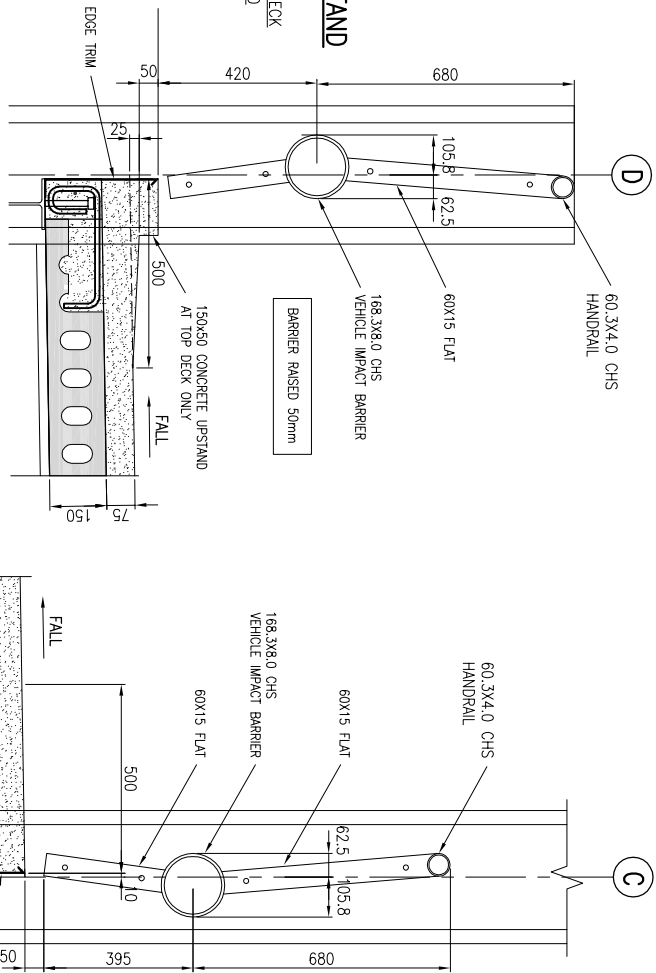 TAND
ECK
D
EDGE TRIM
50
420
680
25
105.8
62.5
500
60.3X4.0 CHS
HANDRAIL
60X15 FLAT
168.3X8.0 CHS
VEHICLE IMPACT BARRIER
BARRIER RAISED 50mm
150x50 CONCRETE UPSTAND
AT TOP DECK ONLY
FALL
150
75
C
60.3X4.0 CHS
HANDRAIL
60X15 FLAT
168.3X8.0 CHS
VEHICLE IMPACT BARRIER
60X15 FLAT
FALL
500
62.5
105.8
10
50
395
680